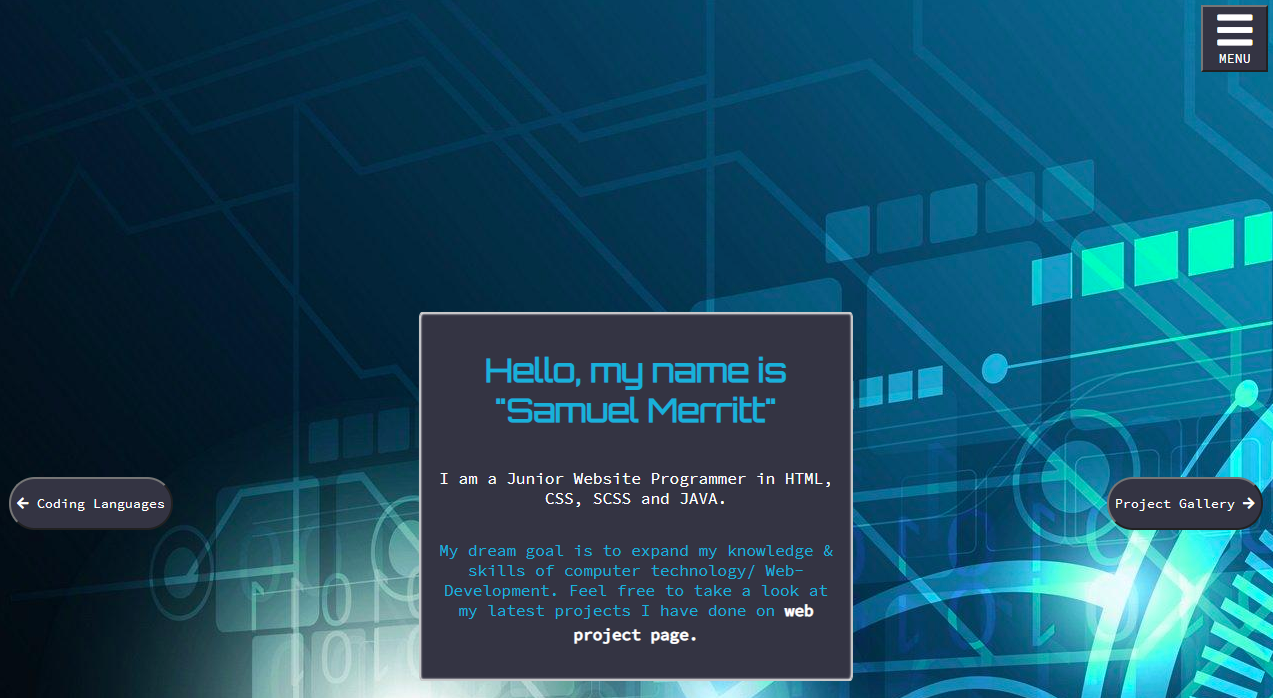 MENU
Hello, my name is
"Samuel Merritt"
I am a Junior Website Programmer in HTML,
CSS, SCSS and JAVA.
← Coding Languages
Project Gallery →
My dream goal is to expand my knowledge &
skills of computer technology/ Web-
Development. Feel free to take a look at
my latest projects I have done on web
project page.